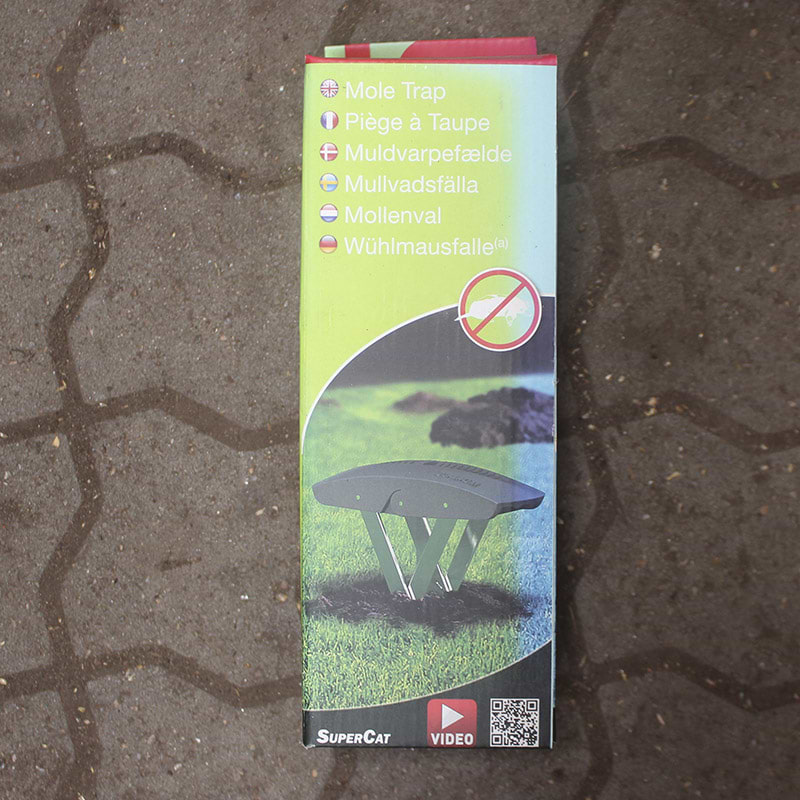 Mole Trap
Piège à Taupe
Muldvarpefælde
Mullvadsfälla
Mollenval
Wühlmausfalle(a)
SUPERCAT
VIDEO